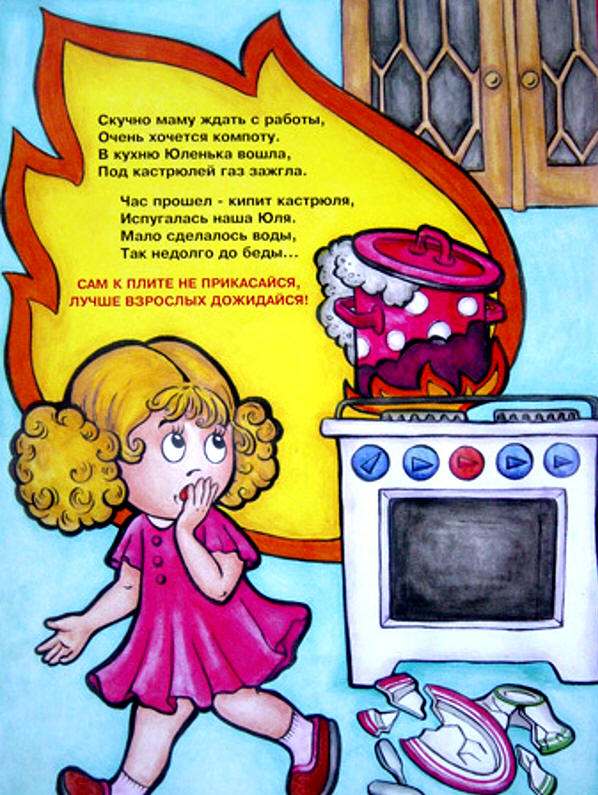 Скучно маму ждать с работы,
Очень хочется компоту.
В кухню Юленька вошла,
Под кастрюлей газ зажгла.
Час прошел - кипит кастрюля,
Испугалась наша Юля.
Мало сделалось воды,
Так недолго до беды...
САМ К ПЛИТЕ НЕ ПРИКАСАЙСЯ,
ЛУЧШЕ ВЗРОСЛЫХ ДОЖИДАЙСЯ!